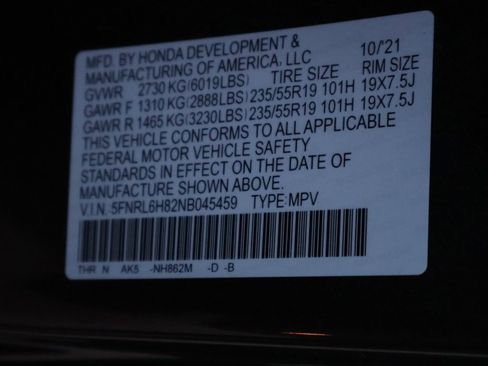 MFD. BY HONDA DEVELOPMENT &
MANUFACTURING OF AMERICA, LLC 10/'21
GVWR 2730 KG(6019LBS) TIRE SIZE RIM SIZE
GAWR F 1310 KG(2888LBS) 235/55R19 101H 19X7.5J
GAWR R 1465 KG(3230LBS) 235/55R19 101H 19X7.5J
THIS VEHICLE CONFORMS TO ALL APPLICABLE
FEDERAL MOTOR VEHICLE SAFETY
STANDARDS IN EFFECT ON THE DATE OF
MANUFACTURE SHOWN ABOVE.
V.I.N.:5FNRL6H82NB045459 TYPE:MPV
THR N AK5 -NH862M -D -B